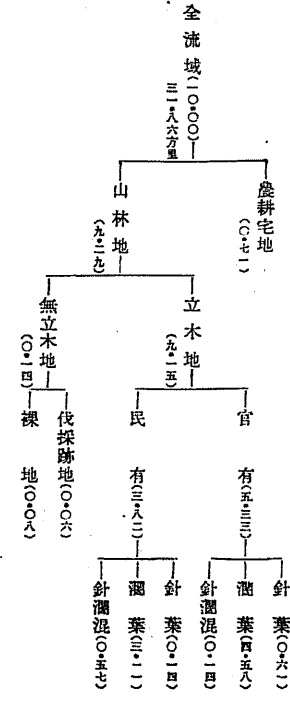 全流域(一〇・〇〇)
三一・八六方里
農耕宅地(〇・七一)
山林地(九・二九)
立木地(九・一五)
無立木地(〇・一四)
官有(五・三三)
民有(三・八二)
伐採跡地(〇・〇六)
裸地(〇・〇八)
針葉(〇・六一)
濶葉(四・五八)
針濶混(〇・一四)
針葉(〇・一四)
濶葉(三・一一)
針濶混(〇・五七)